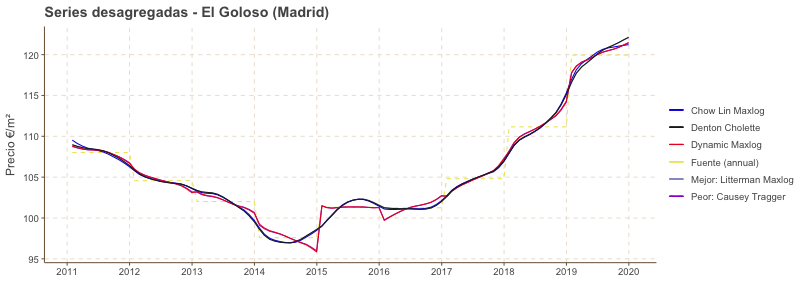 Series desagregadas - El Goloso (Madrid)
Precio €/m²
120
115
110
105
100
95
2011 2012 2013 2014 2015 2016 2017 2018 2019 2020
Chow Lin Maxlog
Denton Cholette
Dynamic Maxlog
Fuente (annual)
Mejor: Litterman Maxlog
Peor: Causey Tragger